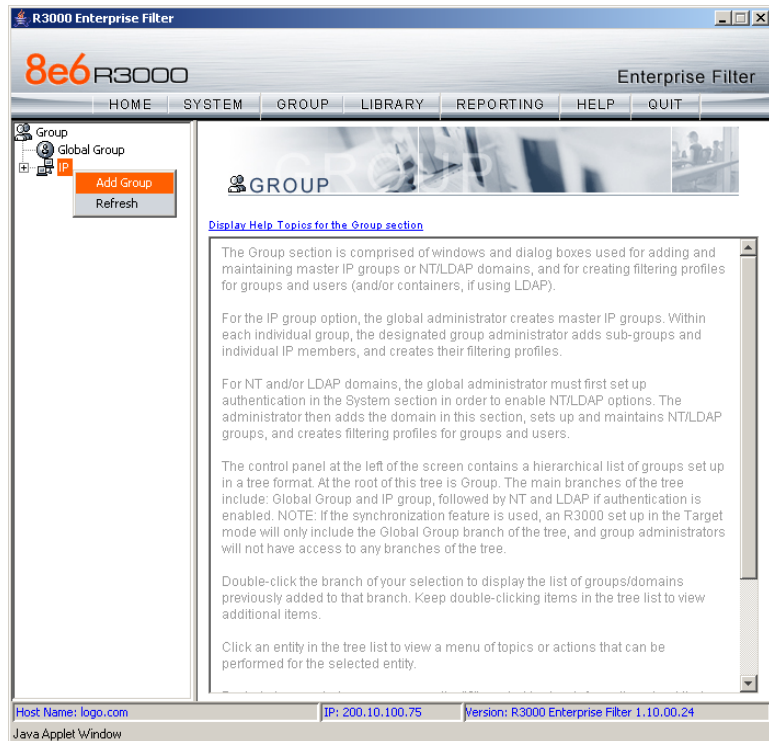 R3000 Enterprise Filter
8e6 R3000
Enterprise Filter
HOME SYSTEM GROUP LIBRARY REPORTING HELP QUIT
Group
Global Group
IP
Add Group
Refresh
GROUP
GROUP
Display Help Topics for the Group section
The Group section is comprised of windows and dialog boxes used for adding and
maintaining master IP groups or NT/LDAP domains, and for creating filtering profiles
for groups and users (and/or containers, if using LDAP).
For the IP group option, the global administrator creates master IP groups. Within
each individual group, the designated group administrator adds sub-groups and
individual IP members, and creates their filtering profiles.
For NT and/or LDAP domains, the global administrator must first set up
authentication in the System section in order to enable NT/LDAP options. The
administrator then adds the domain in this section, sets up and maintains NT/LDAP
groups, and creates filtering profiles for groups and users.
The control panel at the left of the screen contains a hierarchical list of groups set up
in a tree format. At the root of this tree is Group. The main branches of the tree
include: Global Group and IP group, followed by NT and LDAP if authentication is
enabled. NOTE: If the synchronization feature is used, an R3000 set up in the Target
mode will only include the Global Group branch of the tree, and group administrators
will not have access to any branches of the tree.
Double-click the branch of your selection to display the list of groups/domains
previously added to that branch. Keep double-clicking items in the tree list to view
additional items.
Click an entity in the tree list to view a menu of topics or actions that can be
performed for the selected entity.
Host Name: logo.com
IP: 200.10.100.75
Version: R3000 Enterprise Filter 1.10.00.24
Java Applet Window